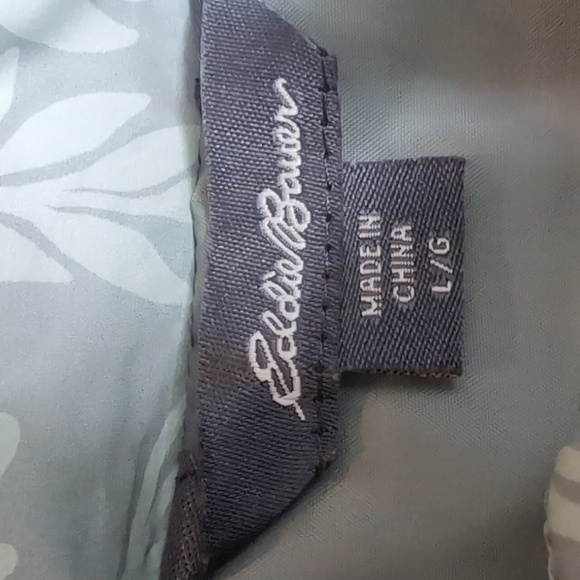 Eddie Bauer
MADE IN
CHINA
L/G